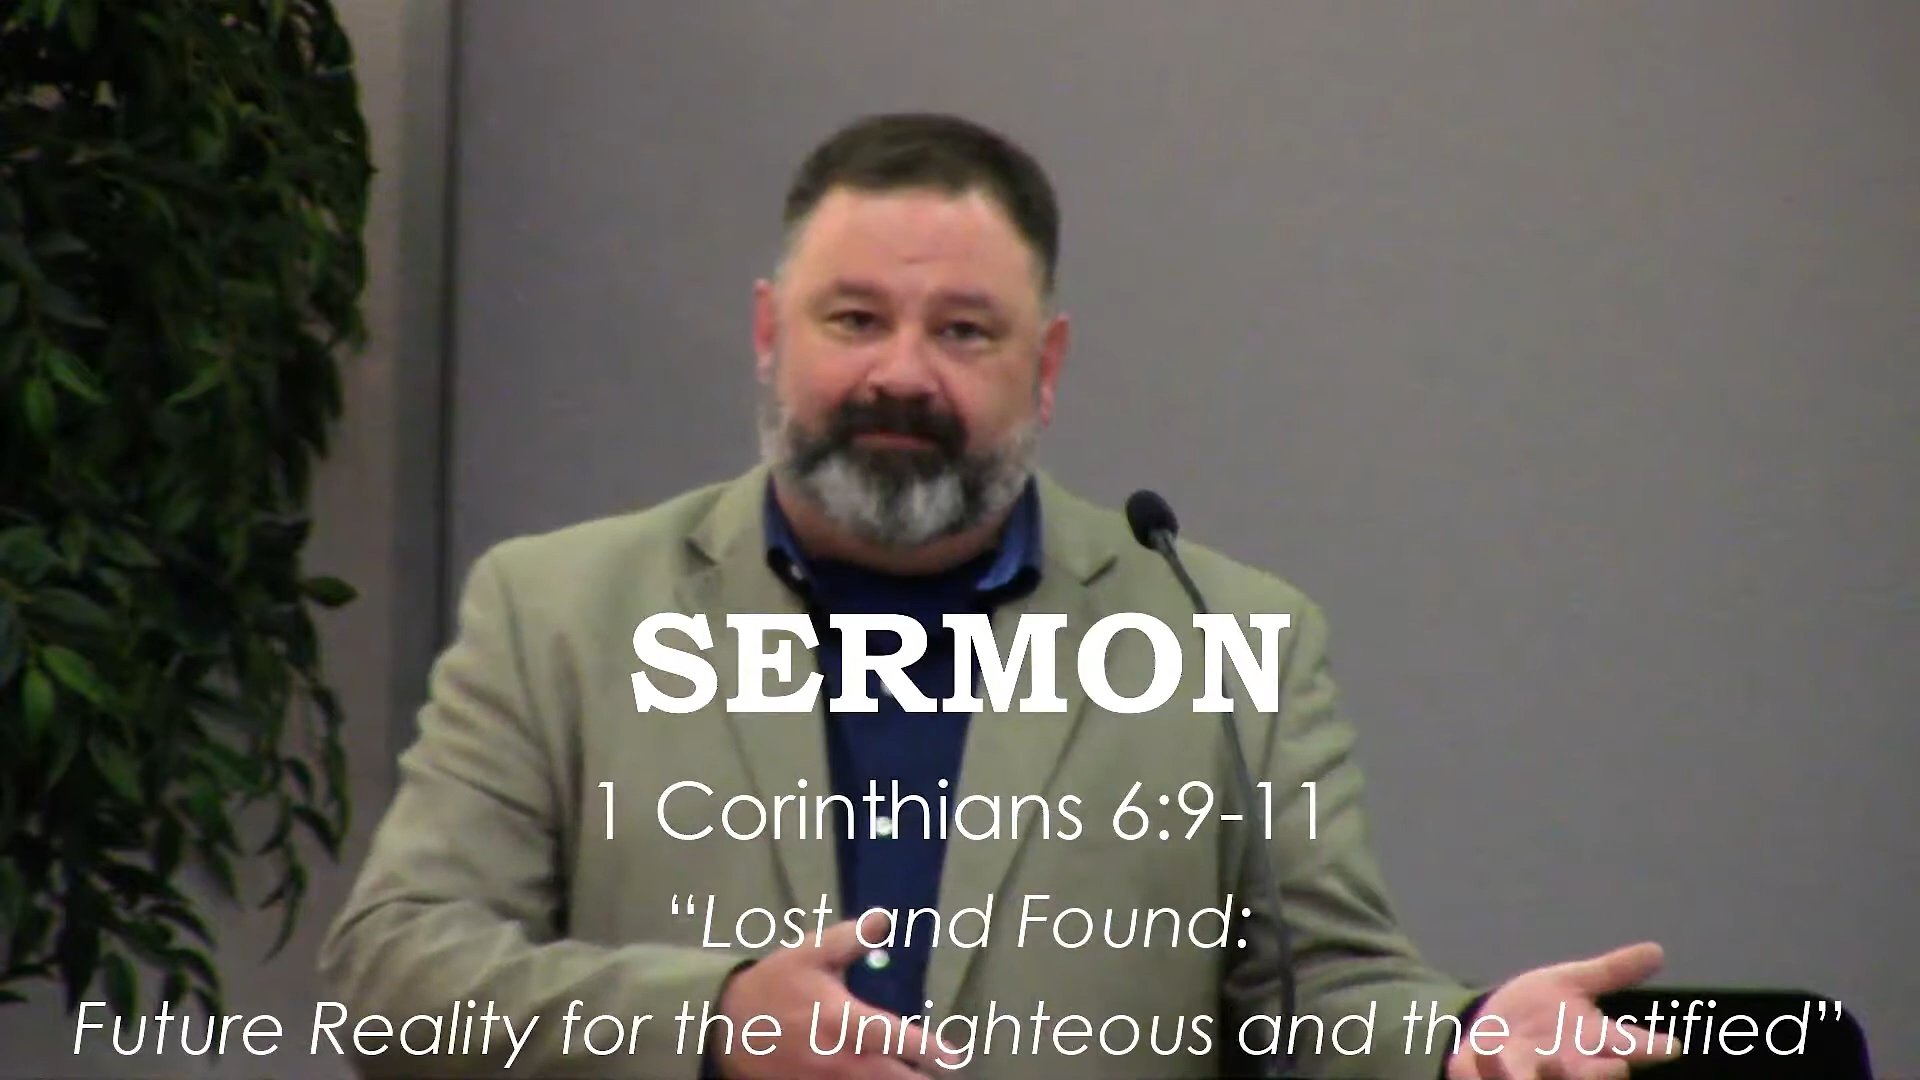 SERMON
1 Corinthians 6:9-11
“Lost and Found:
Future Reality for the Unrighteous and the Justified”